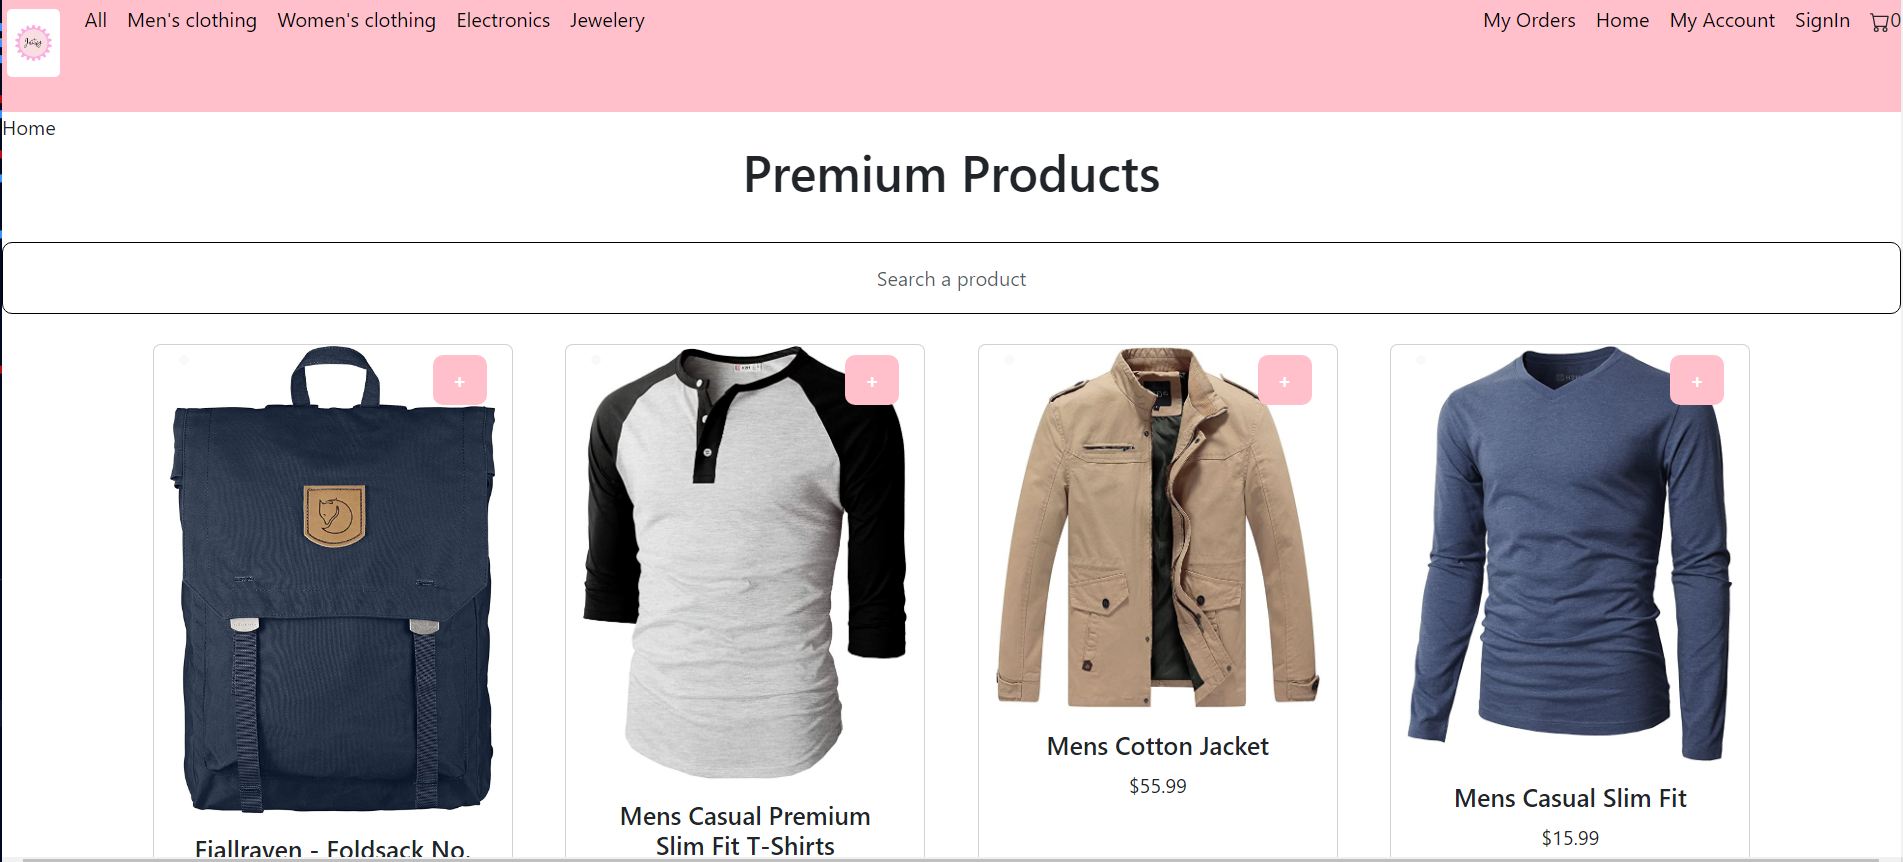 All Men's clothing Women's clothing Electronics Jewelery My Orders Home My Account SignIn 0
Home
Premium Products
Search a product
+ + + +
Mens Cotton Jacket
$55.99
Mens Casual Slim Fit
$15.99
Mens Casual Premium
Slim Fit T-Shirts
Fjallraven - Foldsack No.